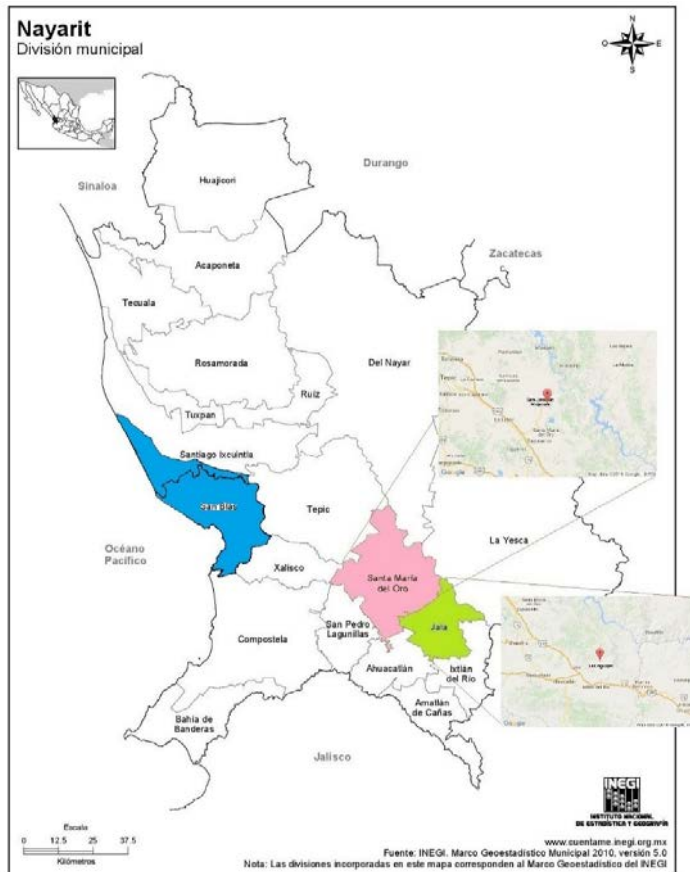 Nayarit
División municipal
O
N
E
S
Durango
Sinaloa
Huajicori
Zacatecas
Acaponeta
Tecuala
Rosamorada
Del Nayar
Ruíz
Tuxpan
Santiago Ixcuintla
San Blas
Tepic
La Yesca
Océano
Pacífico
Xalisco
Santa María
del Oro
San Pedro
Lagunillas
Jala
Compostela
Ahuacatlán
Ixtlán
del Río
Amatlán
de Cañas
Bahía de
Banderas
Jalisco
Google
Google
INEGI
INSTITUTO NACIONAL
DE ESTADÍSTICA Y GEOGRAFÍA
Escala
0 12.5 25 37.5
Kilómetros
www.cuentame.inegi.org.mx
Fuente: INEGI. Marco Geoestadístico Municipal 2010, versión 5.0
Nota: Las divisiones incorporadas en este mapa corresponden al Marco Geoestadístico del INEGI